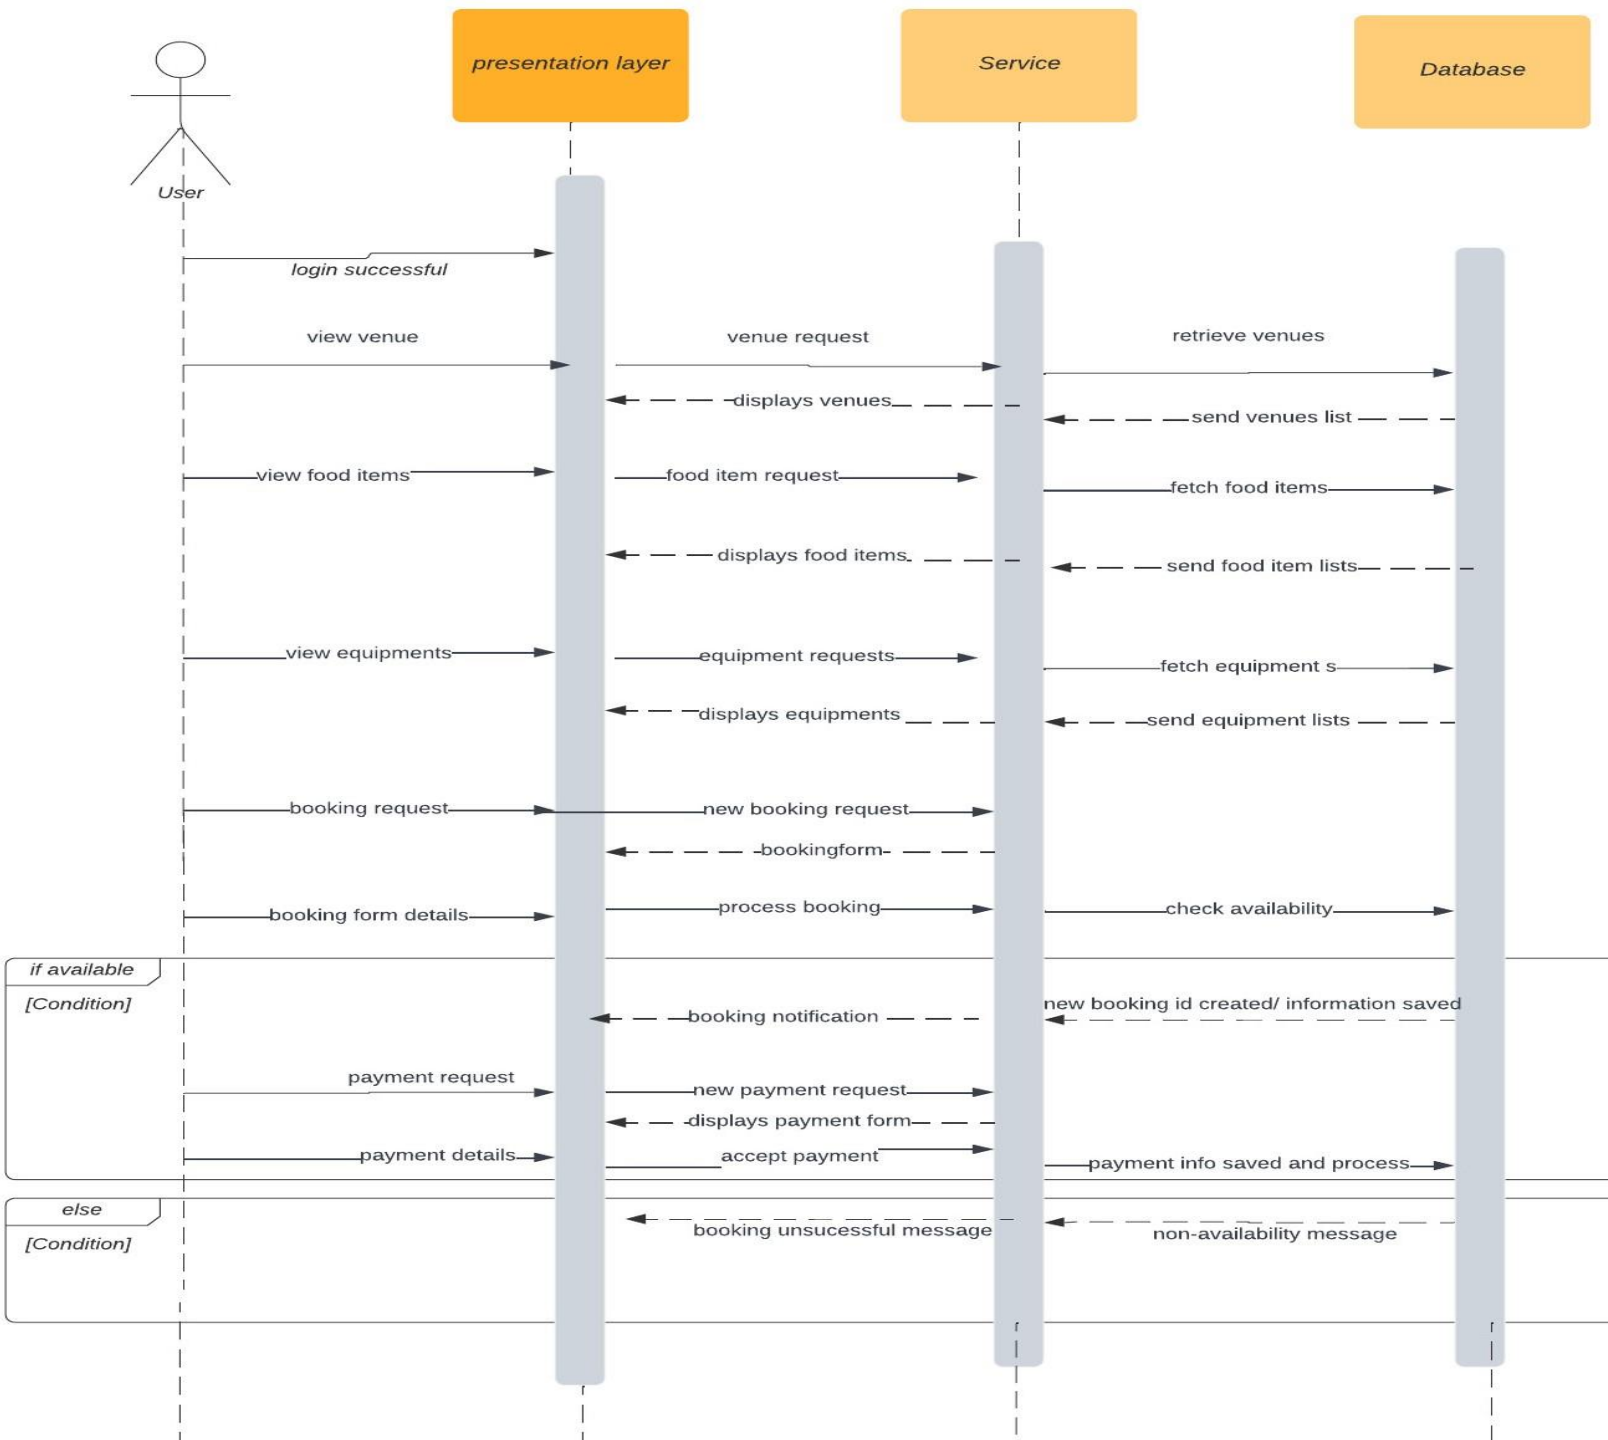 presentation layer
Service
Database
User
login successful
view venue
venue request
retrieve venues
displays venues
send venues list
view food items
food item request
fetch food items
displays food items
send food item lists
view equipments
equipment requests
fetch equipment s
displays equipments
send equipment lists
booking request
new booking request
bookingform
booking form details
process booking
check availability
if available
[Condition]
new booking id created/ information saved
booking notification
payment request
new payment request
displays payment form
payment details
accept payment
payment info saved and process
else
[Condition]
booking unsucessful message
non-availability message